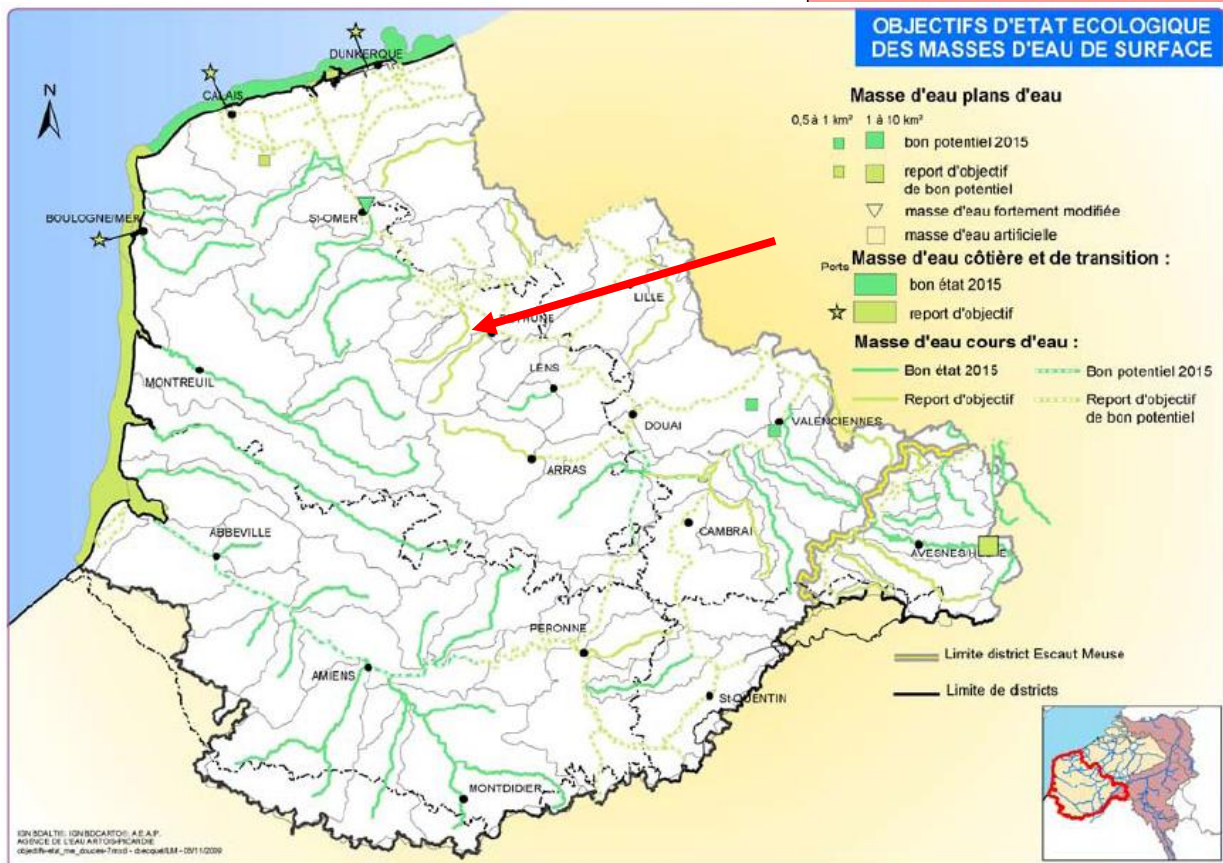 OBJECTIFS D'ETAT ECOLOGIQUE
DES MASSES D'EAU DE SURFACE
Masse d'eau plans d'eau
0,5 à 1 km² 1 à 10 km²
bon potentiel 2015
report d'objectif
de bon potentiel
masse d'eau fortement modifiée
masse d'eau artificielle
Masse d'eau côtière et de transition :
Ports
bon état 2015
report d'objectif
Masse d'eau cours d'eau :
Bon état 2015
Bon potentiel 2015
Report d'objectif
Report d'objectif
de bon potentiel
N
DUNKERQUE
CALAIS
St-OMER
BOULOGNE/MER
LILLE
MONTREUIL
LENS
DOUAI
VALENCIENNES
ARRAS
CAMBRAI
ABBEVILLE
PERONNE
AMIENS
St-QUENTIN
MONTDIDIER
Limite district Escaut Meuse
Limite de districts
AGENCE DE L'EAU ARTOIS-PICARDIE